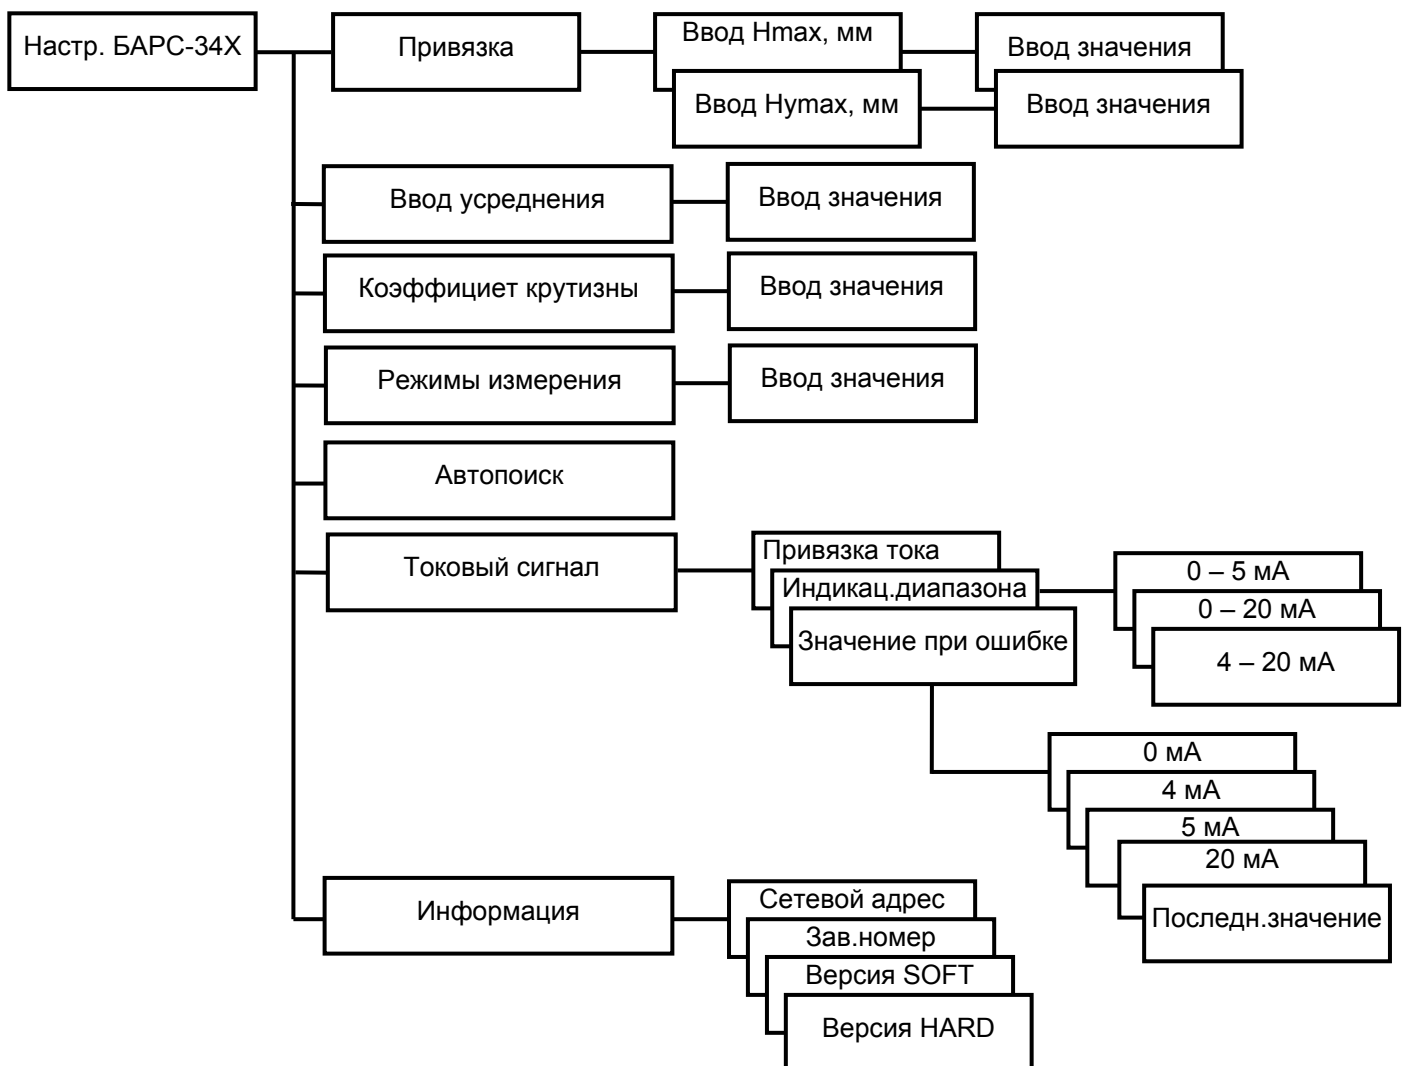 Настр. БАРС-34Х
Привязка
Ввод Hmax, мм
Ввод значения
Ввод Hymax, мм
Ввод значения
Ввод усреднения
Ввод значения
Коэффициет крутизны
Ввод значения
Режимы измерения
Ввод значения
Автопоиск
Токовый сигнал
Привязка тока
Индикац.диапазона
Значение при ошибке
0 – 5 мА
0 – 20 мА
4 – 20 мА
0 мА
4 мА
5 мА
20 мА
Последн.значение
Информация
Сетевой адрес
Зав.номер
Версия SOFT
Версия HARD